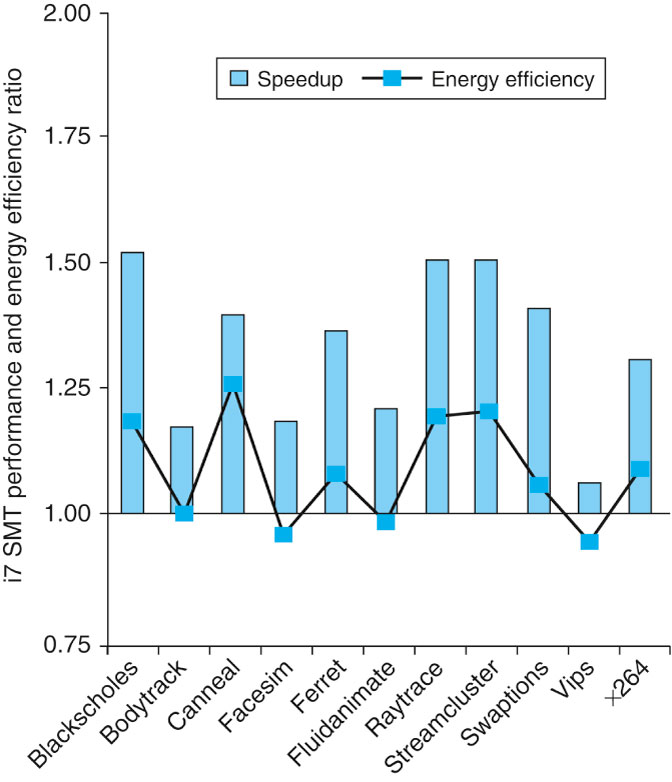 2.00
Speedup
Energy efficiency
1.75
1.50
1.25
1.00
0.75
i7 SMT performance and energy efficiency ratio
Blackscholes
Bodytrack
Canneal
Facesim
Ferret
Fluidanimate
Raytrace
Streamcluster
Swaptions
Vips
×264